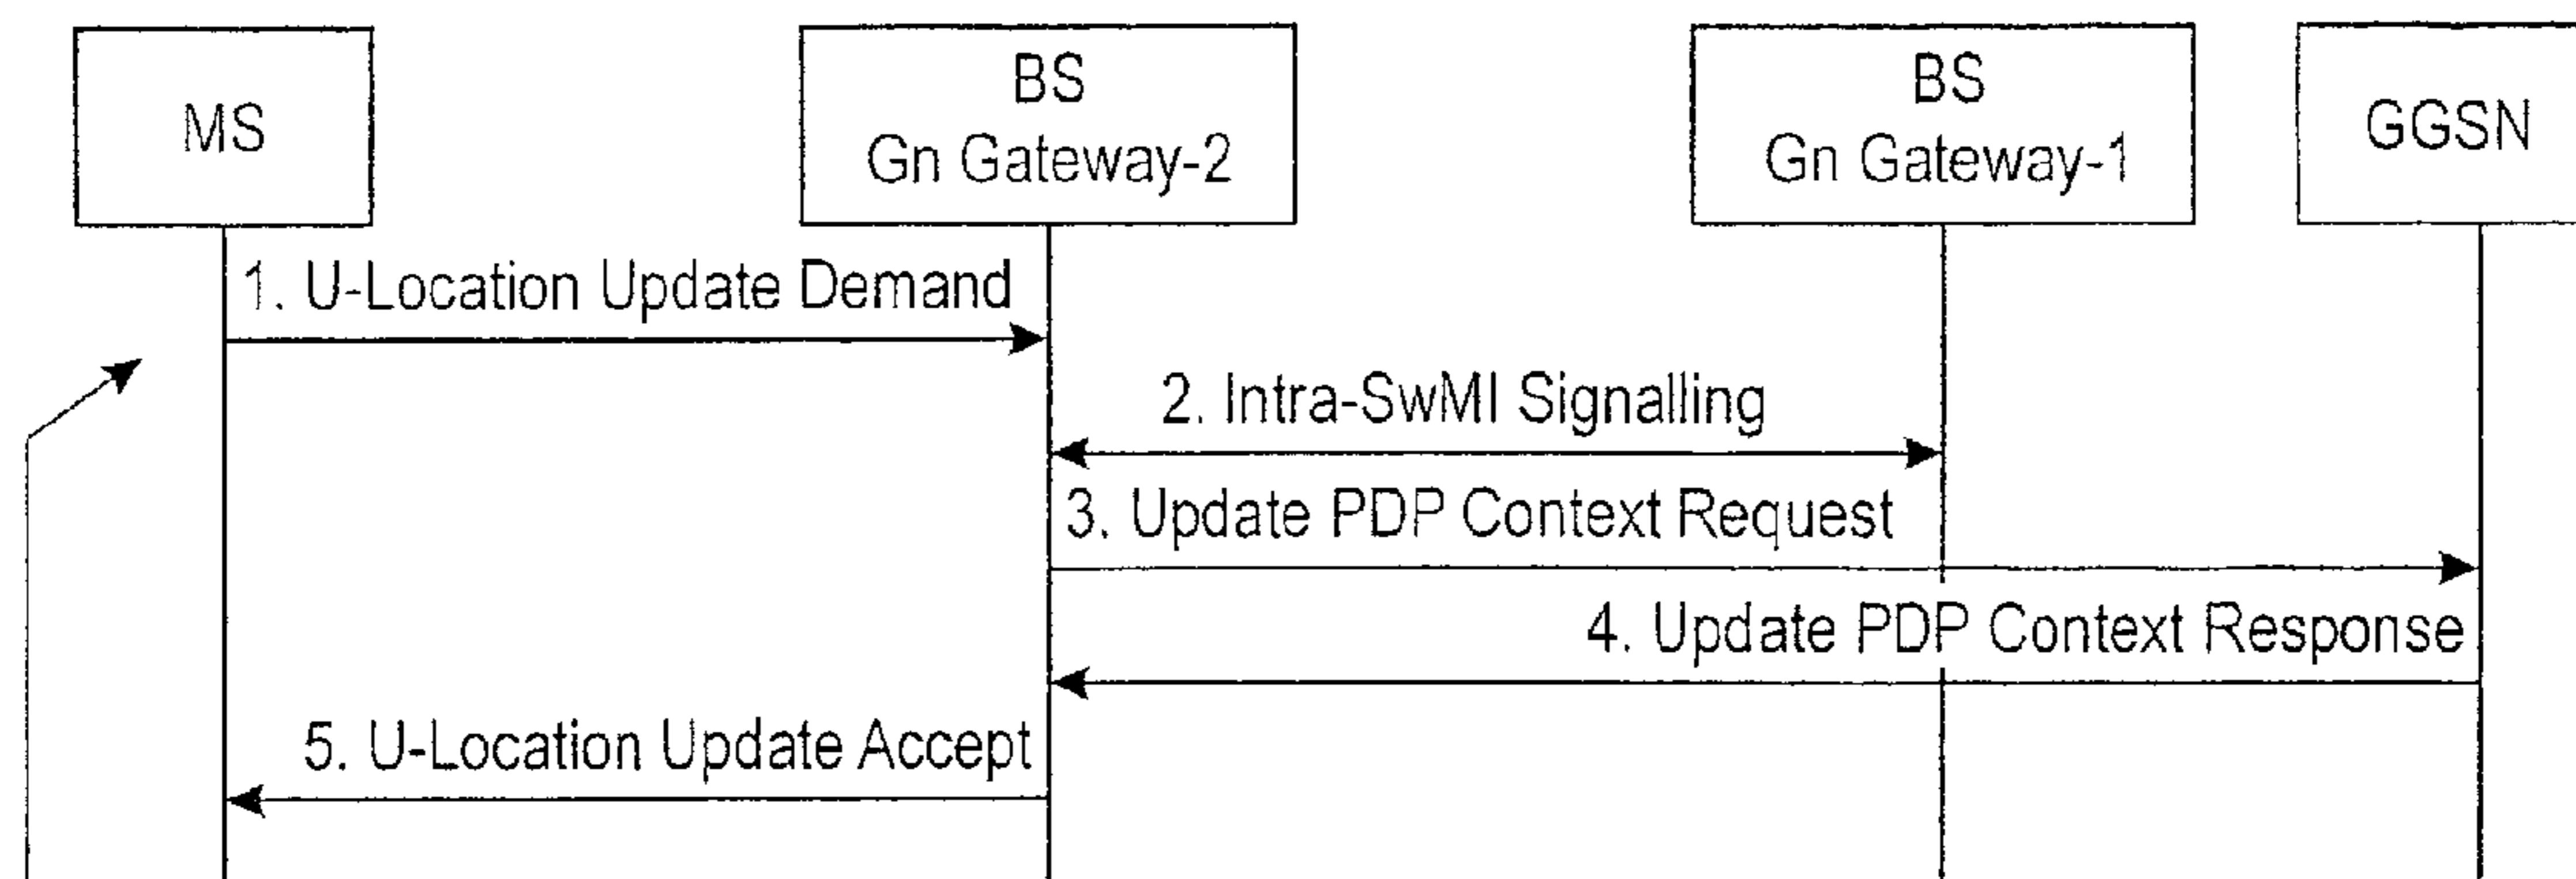 MS
BS
Gn Gateway-2
BS
Gn Gateway-1
GGSN
1. U-Location Update Demand
2. Intra-SwMI Signalling
3. Update PDP Context Request
4. Update PDP Context Response
5. U-Location Update Accept